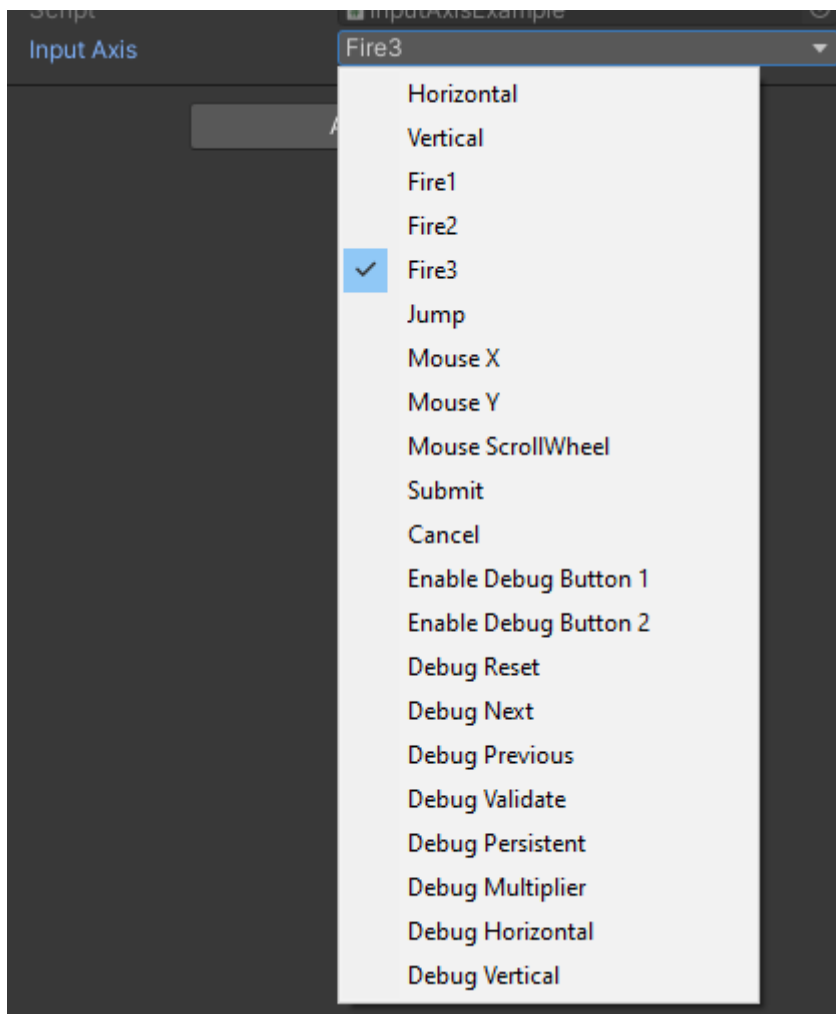 Script InputAxisExample
Input Axis Fire3
Horizontal
Vertical
Fire1
Fire2
Fire3
Jump
Mouse X
Mouse Y
Mouse ScrollWheel
Submit
Cancel
Enable Debug Button 1
Enable Debug Button 2
Debug Reset
Debug Next
Debug Previous
Debug Validate
Debug Persistent
Debug Multiplier
Debug Horizontal
Debug Vertical